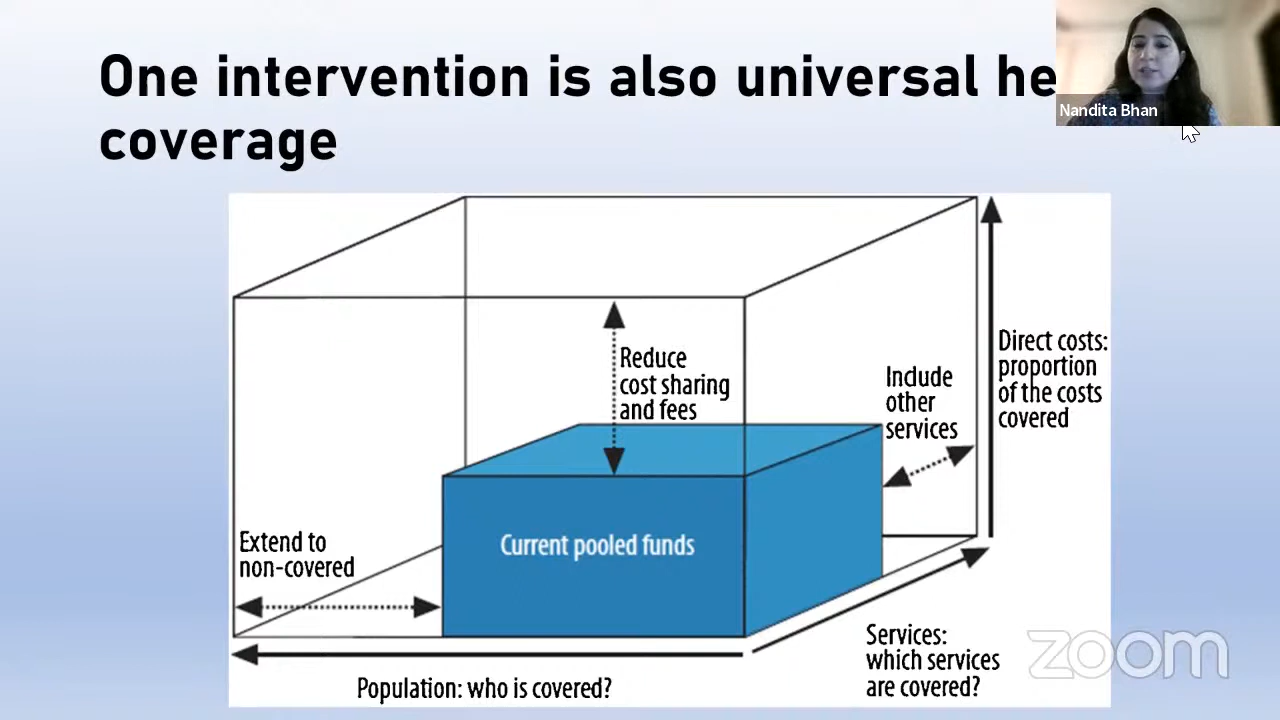 One intervention is also universal he
coverage
Nandita Bhan
Reduce
cost sharing
and fees
Include
other
services
Direct costs:
proportion
of the costs
covered
Extend to
non-covered
Current pooled funds
Services:
which services
are covered?
Population: who is covered?
zoom